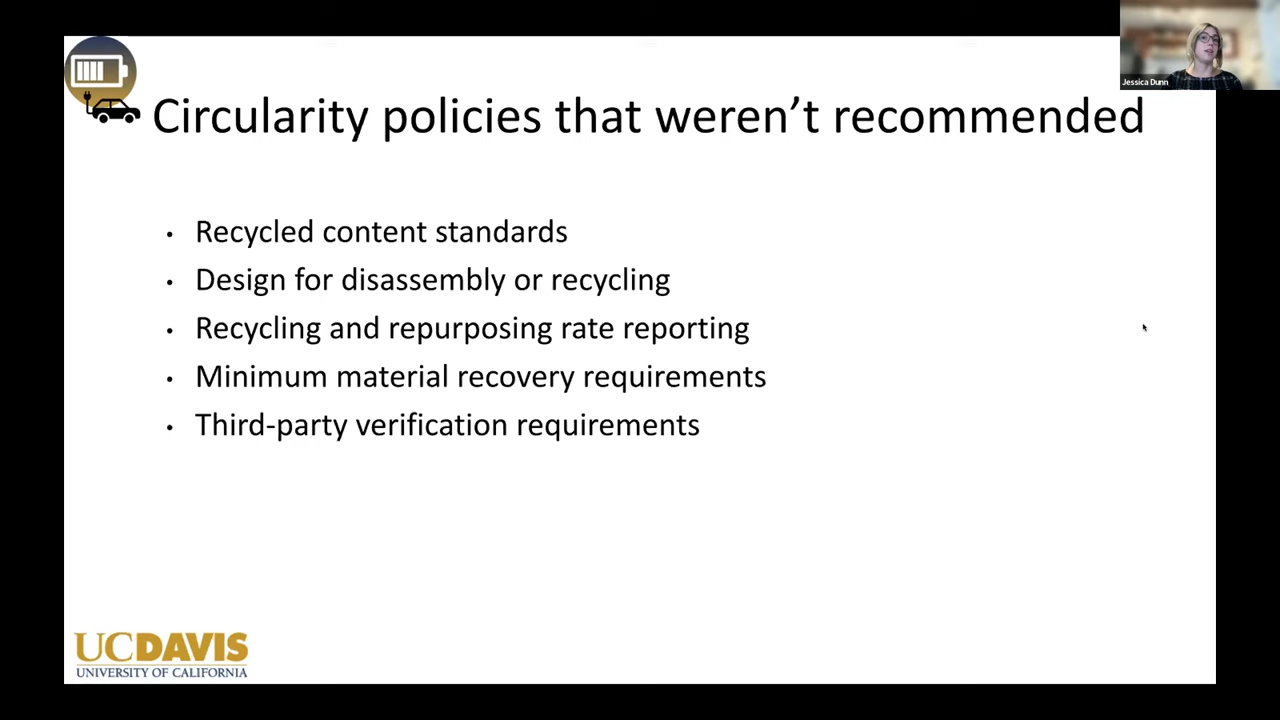 Jessica Dunn
Circularity policies that weren’t recommended
• Recycled content standards
• Design for disassembly or recycling
• Recycling and repurposing rate reporting
• Minimum material recovery requirements
• Third-party verification requirements
UCDAVIS
UNIVERSITY OF CALIFORNIA